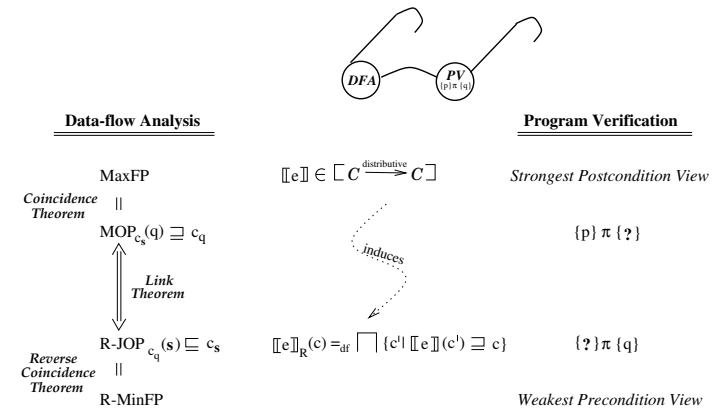 DFA
PV
{p}π {q}
Data-flow Analysis
Program Verification
MaxFP
⟦e⟧ ∈ [ C distributive→ C ]
Strongest Postcondition View
Coincidence
Theorem
||
MOP_{c_s}(q) ⊒ c_q
{p} π {?}
induces
Link
Theorem
R-JOP_{c_q}(s) ⊑ c_s
⟦e⟧_R(c) =_{df} ⨅ {c' | ⟦e⟧(c') ⊒ c}
{?}π {q}
Reverse
Coincidence
Theorem
||
R-MinFP
Weakest Precondition View